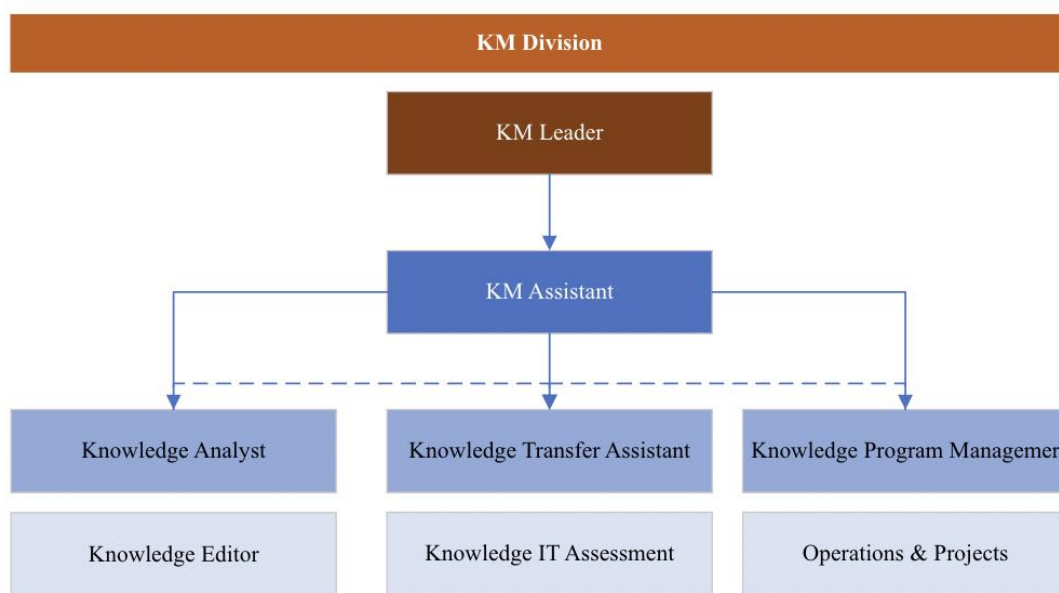 KM Division
KM Leader
KM Assistant
Knowledge Analyst
Knowledge Transfer Assistant
Knowledge Program Managemen
Knowledge Editor
Knowledge IT Assessment
Operations & Projects